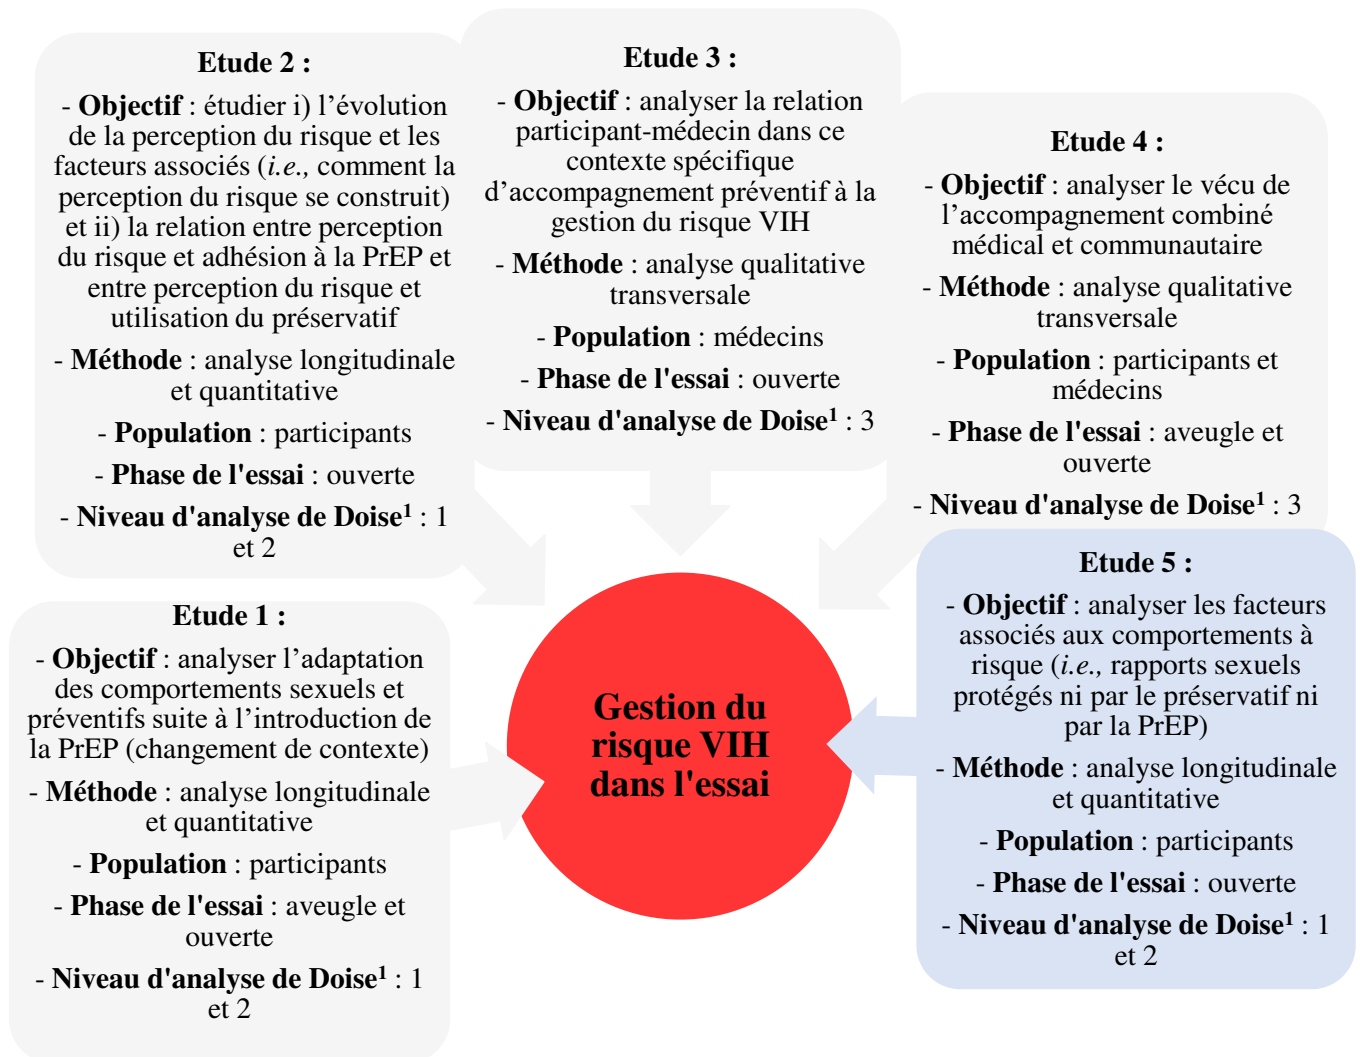 Etude 2 :
- Objectif : étudier i) l’évolution
de la perception du risque et les
facteurs associés (i.e., comment la
perception du risque se construit)
et ii) la relation entre perception
du risque et adhésion à la PrEP et
entre perception du risque et
utilisation du préservatif
- Méthode : analyse longitudinale
et quantitative
- Population : participants
- Phase de l'essai : ouverte
- Niveau d'analyse de Doise¹ : 1
et 2
Etude 3 :
- Objectif : analyser la relation
participant-médecin dans ce
contexte spécifique
d’accompagnement préventif à la
gestion du risque VIH
- Méthode : analyse qualitative
transversale
- Population : médecins
- Phase de l'essai : ouverte
- Niveau d'analyse de Doise¹ : 3
Etude 4 :
- Objectif : analyser le vécu de
l’accompagnement combiné
médical et communautaire
- Méthode : analyse qualitative
transversale
- Population : participants et
médecins
- Phase de l'essai : aveugle et
ouverte
- Niveau d'analyse de Doise¹ : 3
Etude 1 :
- Objectif : analyser l’adaptation
des comportements sexuels et
préventifs suite à l’introduction de
la PrEP (changement de contexte)
- Méthode : analyse longitudinale
et quantitative
- Population : participants
- Phase de l'essai : aveugle et
ouverte
- Niveau d'analyse de Doise¹ : 1
et 2
Gestion du
risque VIH
dans l'essai
Etude 5 :
- Objectif : analyser les facteurs
associés aux comportements à
risque (i.e., rapports sexuels
protégés ni par le préservatif ni
par la PrEP)
- Méthode : analyse longitudinale
et quantitative
- Population : participants
- Phase de l'essai : ouverte
- Niveau d'analyse de Doise¹ : 1
et 2